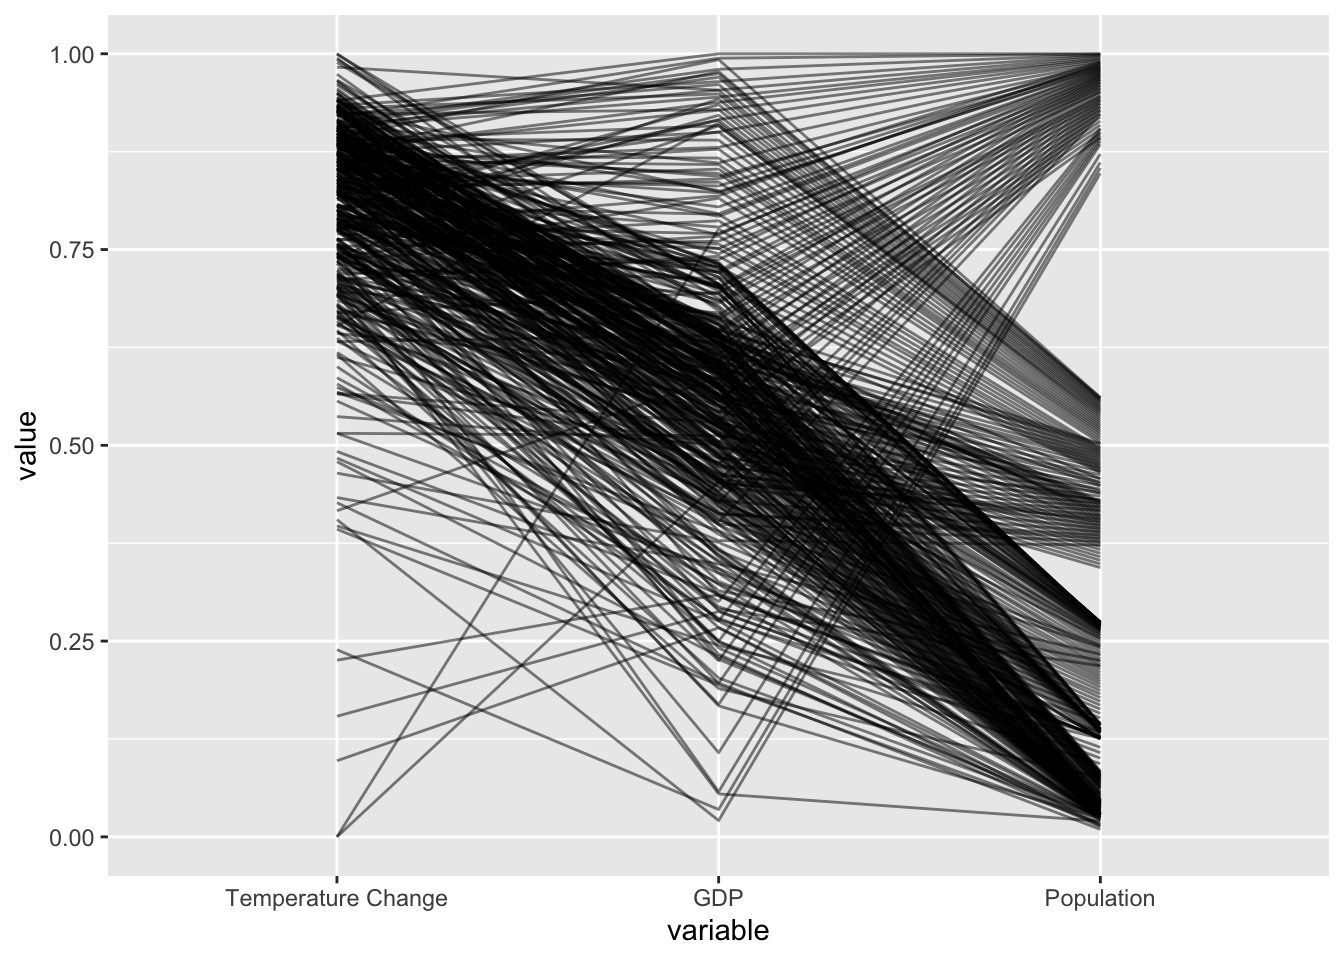 1.00
0.75
0.50
0.25
0.00
value
Temperature Change
GDP
Population
variable